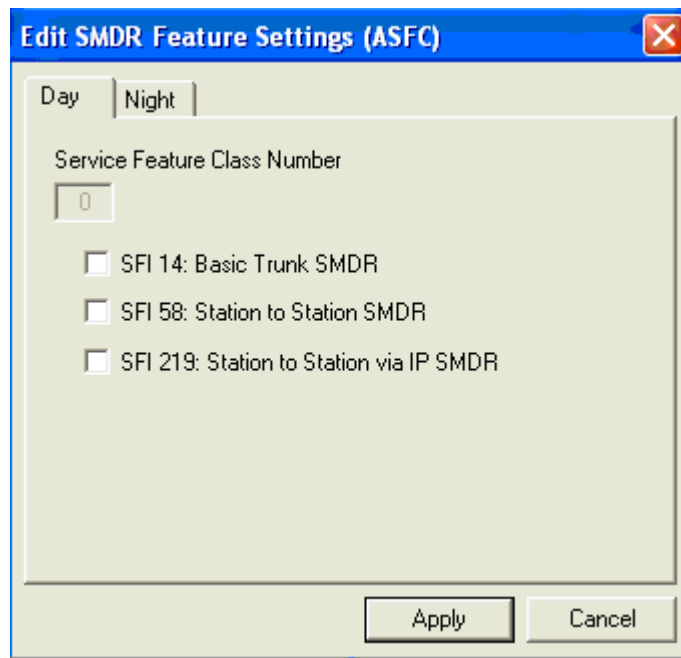 Edit SMDR Feature Settings (ASFC)
Day Night
Service Feature Class Number
0
SFI 14: Basic Trunk SMDR
SFI 58: Station to Station SMDR
SFI 219: Station to Station via IP SMDR
Apply Cancel